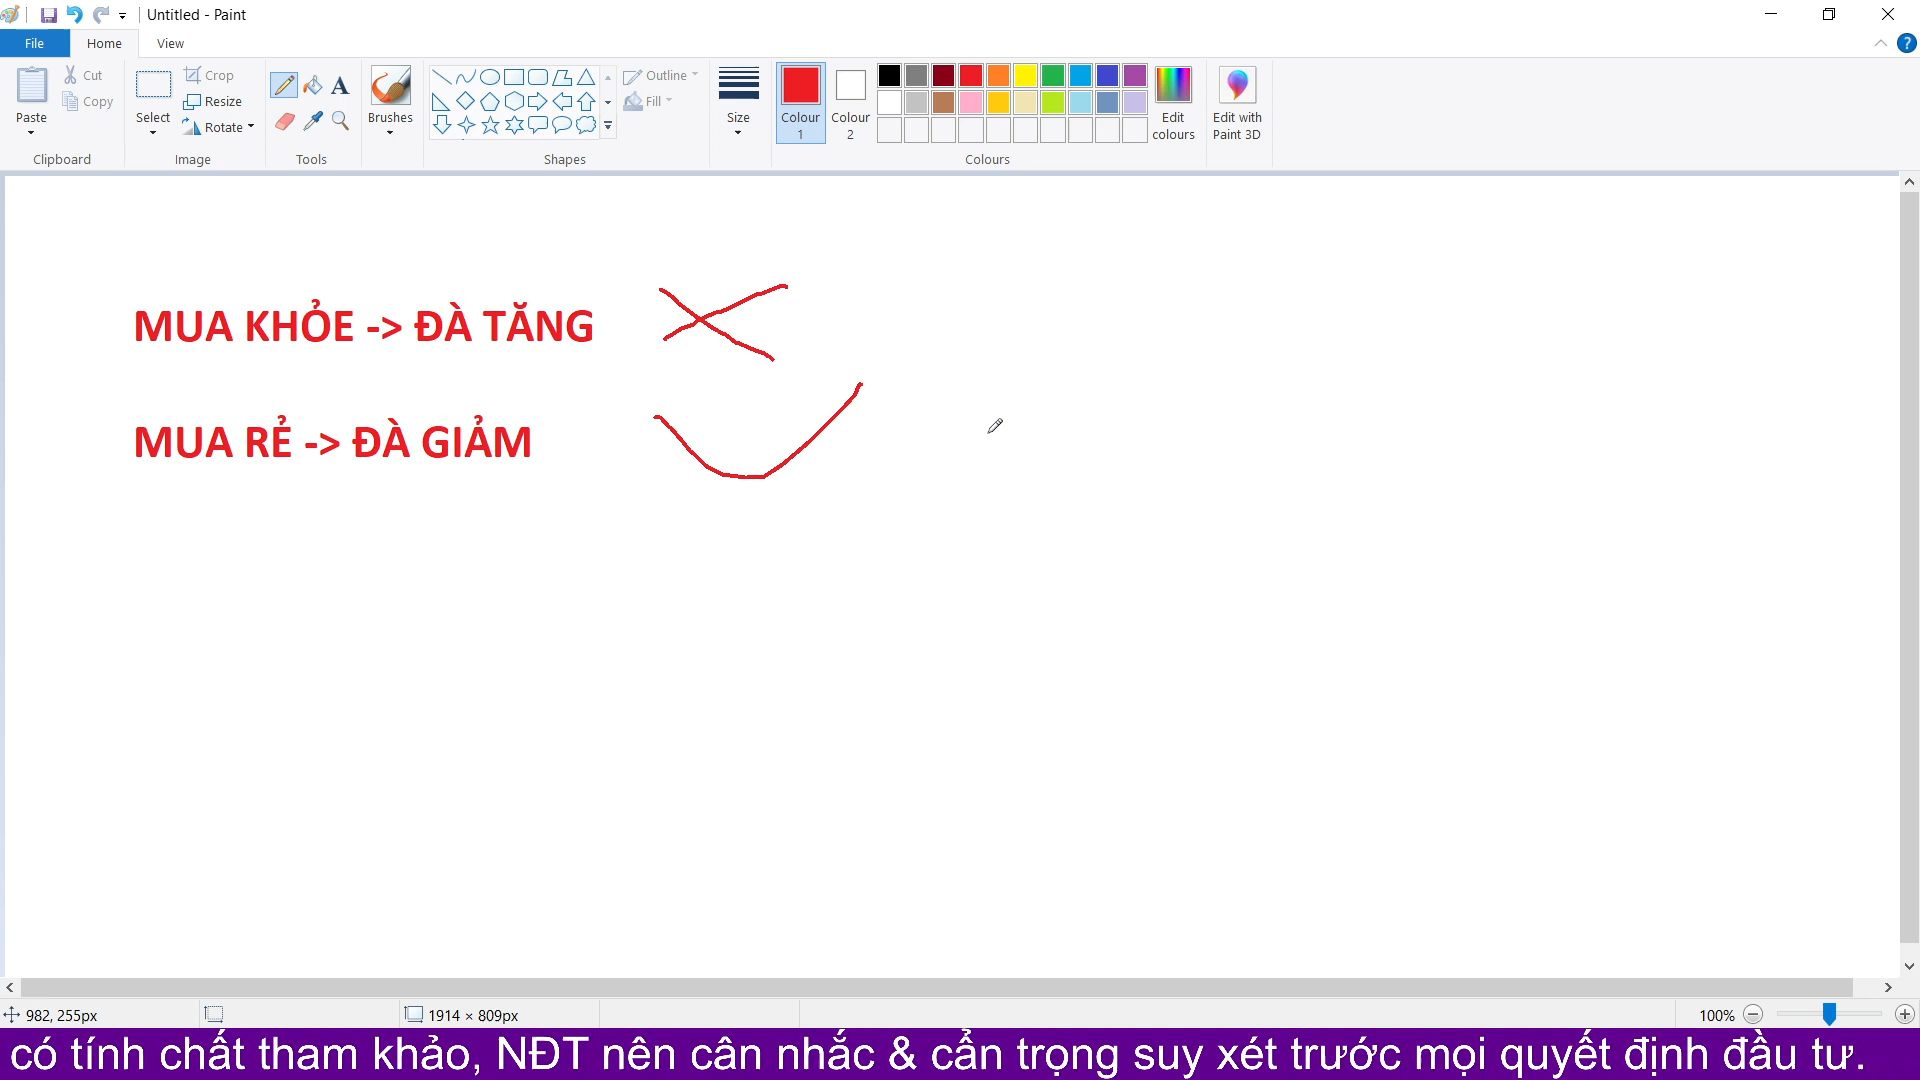 Untitled - Paint
File Home View
Cut
Copy
Paste
Clipboard
Select
Crop
Resize
Rotate
Image
Tools
Brushes
Shapes
Outline
Fill
Size
Colour 1
Colour 2
Colours
Edit colours
Edit with Paint 3D
MUA KHỎE -> ĐÀ TĂNG
MUA RẺ -> ĐÀ GIẢM
982, 255px
1914 × 809px
100%
có tính chất tham khảo, NĐT nên cân nhắc & cẩn trọng suy xét trước mọi quyết định đầu tư.